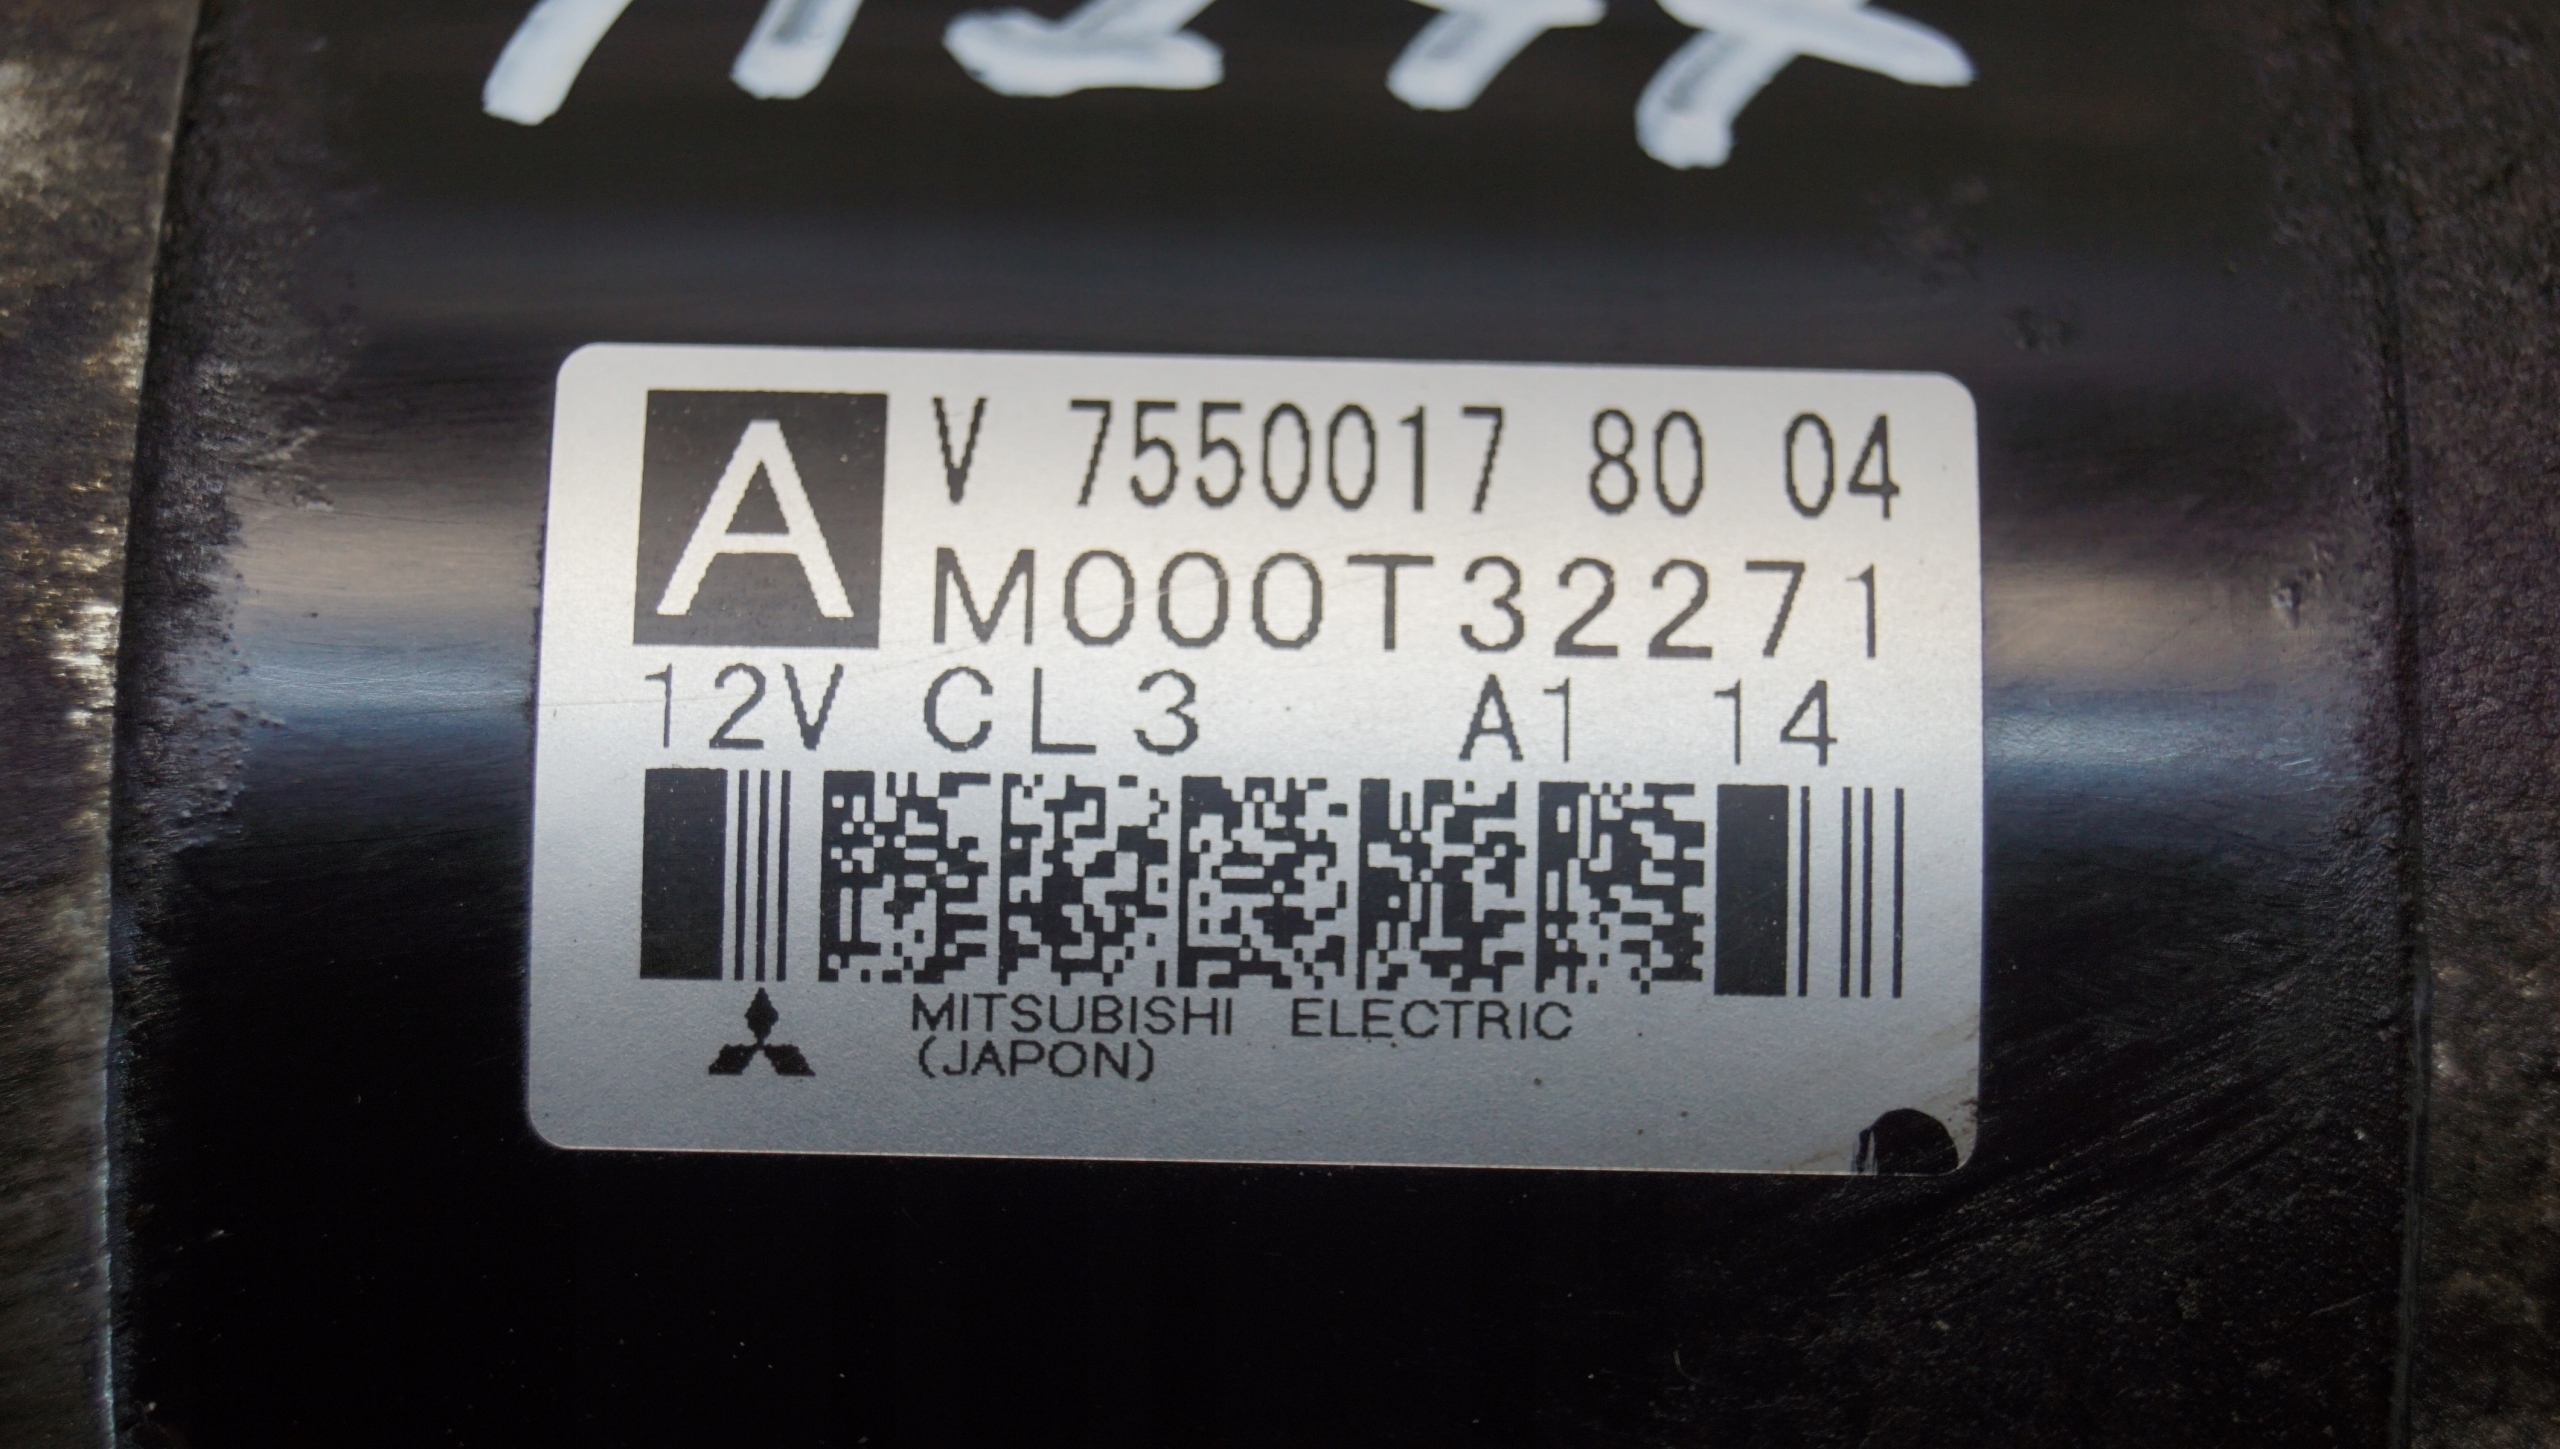 A
V 7550017 80 04
M000T32271
12V CL3 A1 14
MITSUBISHI ELECTRIC
(JAPON)